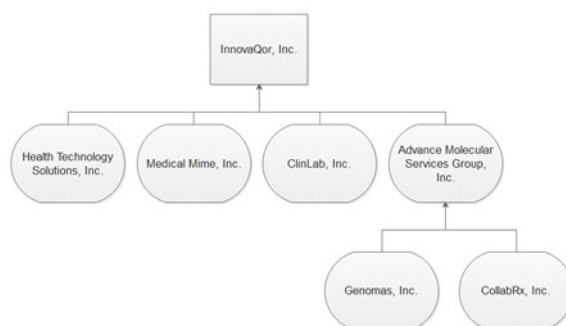 InnovaQor, Inc.
Health Technology
Solutions, Inc.
Medical Mime, Inc.
ClinLab, Inc.
Advance Molecular
Services Group,
Inc.
Genomas, Inc.
CollabRx, Inc.